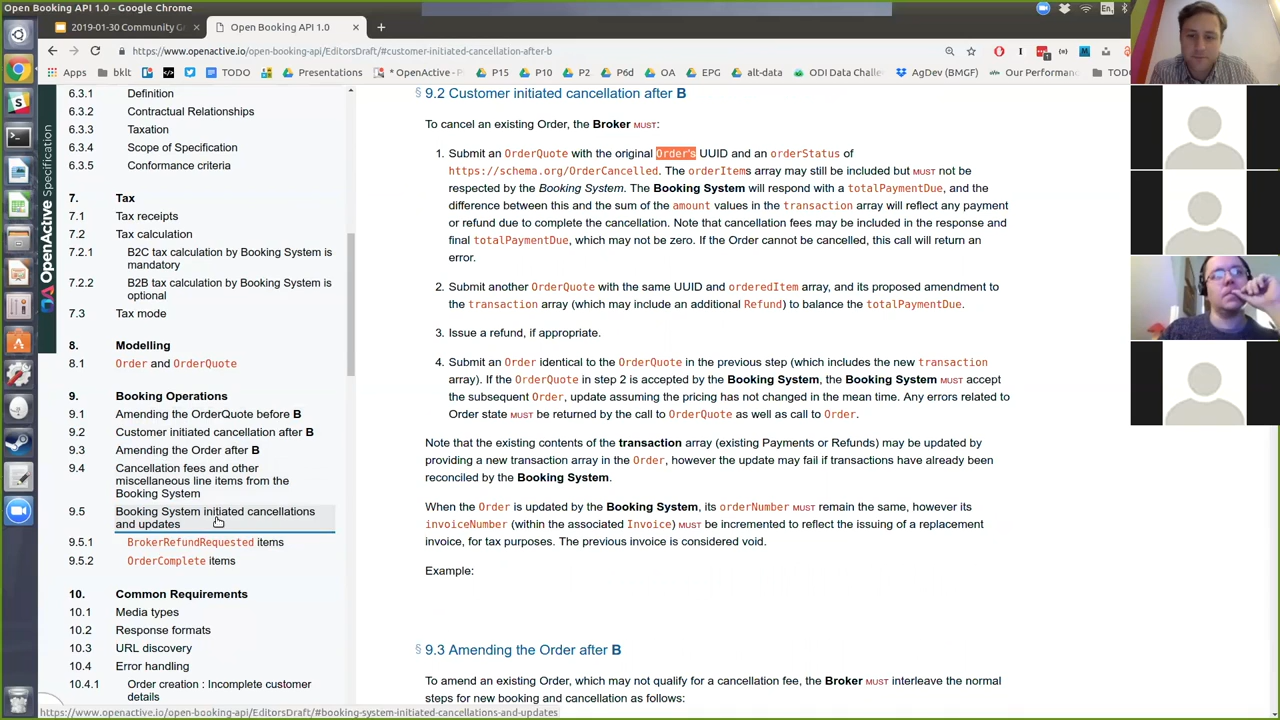 Open Booking API 1.0 - Google Chrome
En
2019-01-30 Community G
Open Booking API 1.0
https://www.openactive.io/open-booking-api/EditorsDraft/#customer-initiated-cancellation-after-b
Apps
bklt
TODO
Presentations
* OpenActive - P
P15
P10
P2
P6d
OA
EPG
alt-data
ODI Data Challe
AgDev (BMGF)
Our Performan
TODO
OpenActive Specification
6.3.1 Definition
6.3.2 Contractual Relationships
6.3.3 Taxation
6.3.4 Scope of Specification
6.3.5 Conformance criteria
7. Tax
7.1 Tax receipts
7.2 Tax calculation
7.2.1 B2C tax calculation by Booking System is
mandatory
7.2.2 B2B tax calculation by Booking System is
optional
7.3 Tax mode
8. Modelling
8.1 Order and OrderQuote
9. Booking Operations
9.1 Amending the OrderQuote before B
9.2 Customer initiated cancellation after B
9.3 Amending the Order after B
9.4 Cancellation fees and other
miscellaneous line items from the
Booking System
9.5 Booking System initiated cancellations
and updates
9.5.1 BrokerRefundRequested items
9.5.2 OrderComplete items
10. Common Requirements
10.1 Media types
10.2 Response formats
10.3 URL discovery
10.4 Error handling
10.4.1 Order creation : Incomplete customer
details
§ 9.2 Customer initiated cancellation after B
To cancel an existing Order, the Broker MUST:
1. Submit an OrderQuote with the original Order's UUID and an orderStatus of
https://schema.org/OrderCancelled. The orderItems array may still be included but MUST not
be respected by the Booking System. The Booking System will respond with a totalPaymentDue, and the
difference between this and the sum of the amount values in the transaction array will reflect any payment
or refund due to complete the cancellation. Note that cancellation fees may be included in the response and
final totalPaymentDue, which may not be zero. If the Order cannot be cancelled, this call will return an
error.
2. Submit another OrderQuote with the same UUID and orderedItem array, and its proposed amendment to
the transaction array (which may include an additional Refund) to balance the totalPaymentDue.
3. Issue a refund, if appropriate.
4. Submit an Order identical to the OrderQuote in the previous step (which includes the new transaction
array). If the OrderQuote in step 2 is accepted by the Booking System, the Booking System MUST accept
the subsequent Order, update assuming the pricing has not changed in the mean time. Any errors related to
Order state MUST be returned by the call to OrderQuote as well as call to Order.
Note that the existing contents of the transaction array (existing Payments or Refunds) may be updated by
providing a new transaction array in the Order, however the update may fail if transactions have already been
reconciled by the Booking System.
When the Order is updated by the Booking System, its orderNumber MUST remain the same, however its
invoiceNumber (within the associated Invoice) MUST be incremented to reflect the issuing of a replacement
invoice, for tax purposes. The previous invoice is considered void.
Example:
§ 9.3 Amending the Order after B
To amend an existing Order, which may not qualify for a cancellation fee, the Broker MUST interleave the normal
steps for new booking and cancellation as follows:
https://www.openactive.io/open-booking-api/EditorsDraft/#booking-system-initiated-cancellations-and-updates